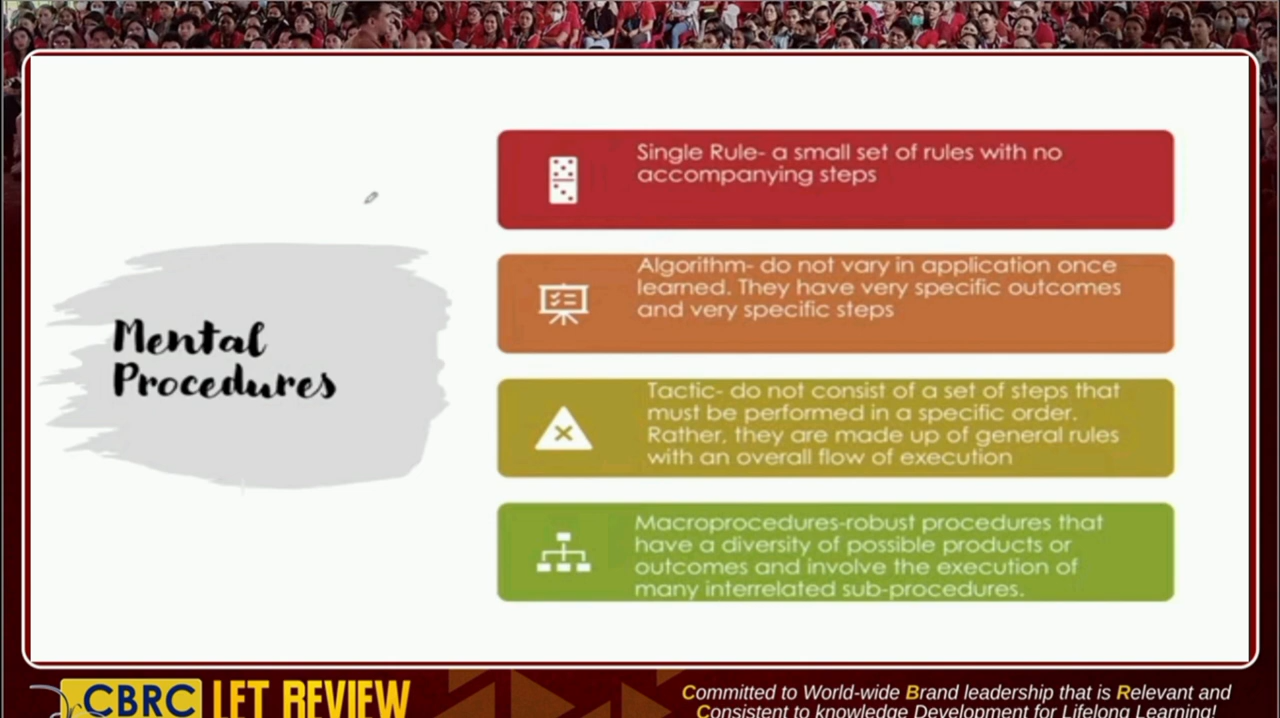 Mental
Procedures
Single Rule- a small set of rules with no
accompanying steps
Algorithm- do not vary in application once
learned. They have very specific outcomes
and very specific steps
Tactic- do not consist of a set of steps that
must be performed in a specific order.
Rather, they are made up of general rules
with an overall flow of execution
Macroprocedures-robust procedures that
have a diversity of possible products or
outcomes and involve the execution of
many interrelated sub-procedures.
CBRC LET REVIEW
Committed to World-wide Brand leadership that is Relevant and
Consistent to knowledge Development for Lifelong Learning!